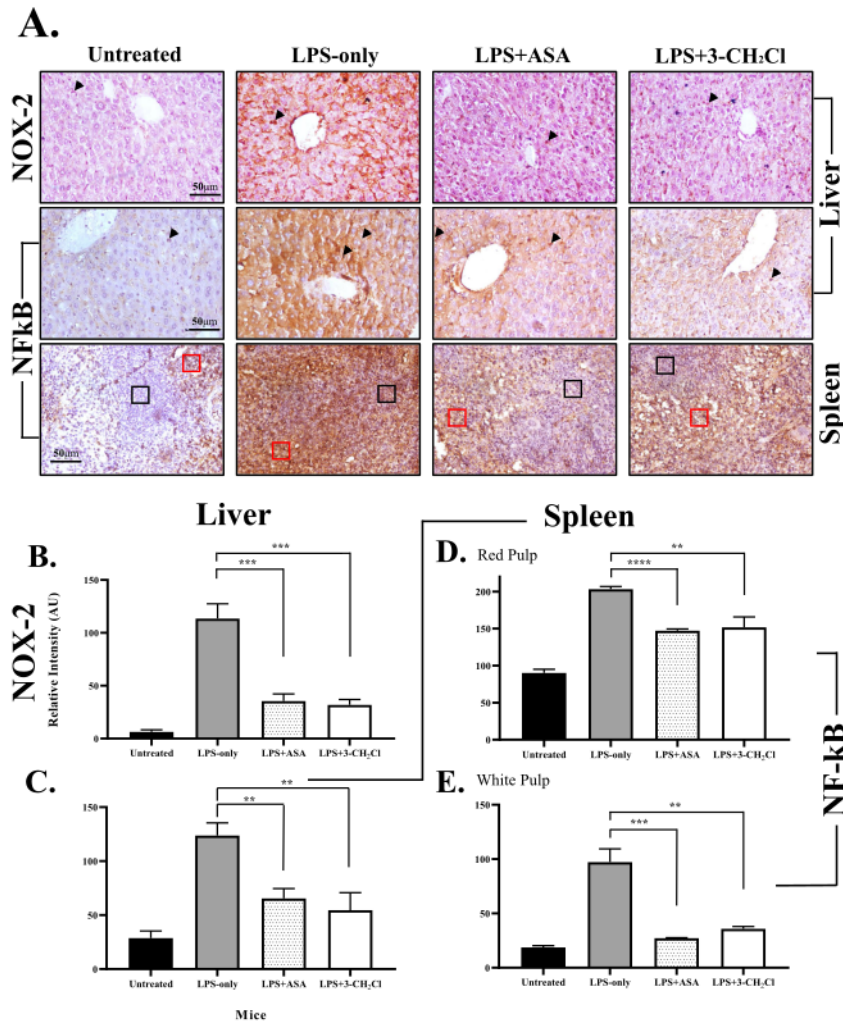 A.
Untreated
LPS-only
LPS+ASA
LPS+3-CH₂Cl
NOX-2
50µm
Liver
NFkB
50µm
50µm
Spleen
Liver
Spleen
B.
NOX-2
Relative Intensity (AU)
150
100
50
0
***
***
Untreated
LPS-only
LPS+ASA
LPS+3-CH₂Cl
D.
Red Pulp
200
150
100
50
0
**
****
Untreated
LPS-only
LPS+ASA
LPS+3-CH₂Cl
NF-kB
C.
150
100
50
0
**
**
Untreated
LPS-only
LPS+ASA
LPS+3-CH₂Cl
Mice
E.
White Pulp
150
100
50
0
**
***
Untreated
LPS-only
LPS+ASA
LPS+3-CH₂Cl